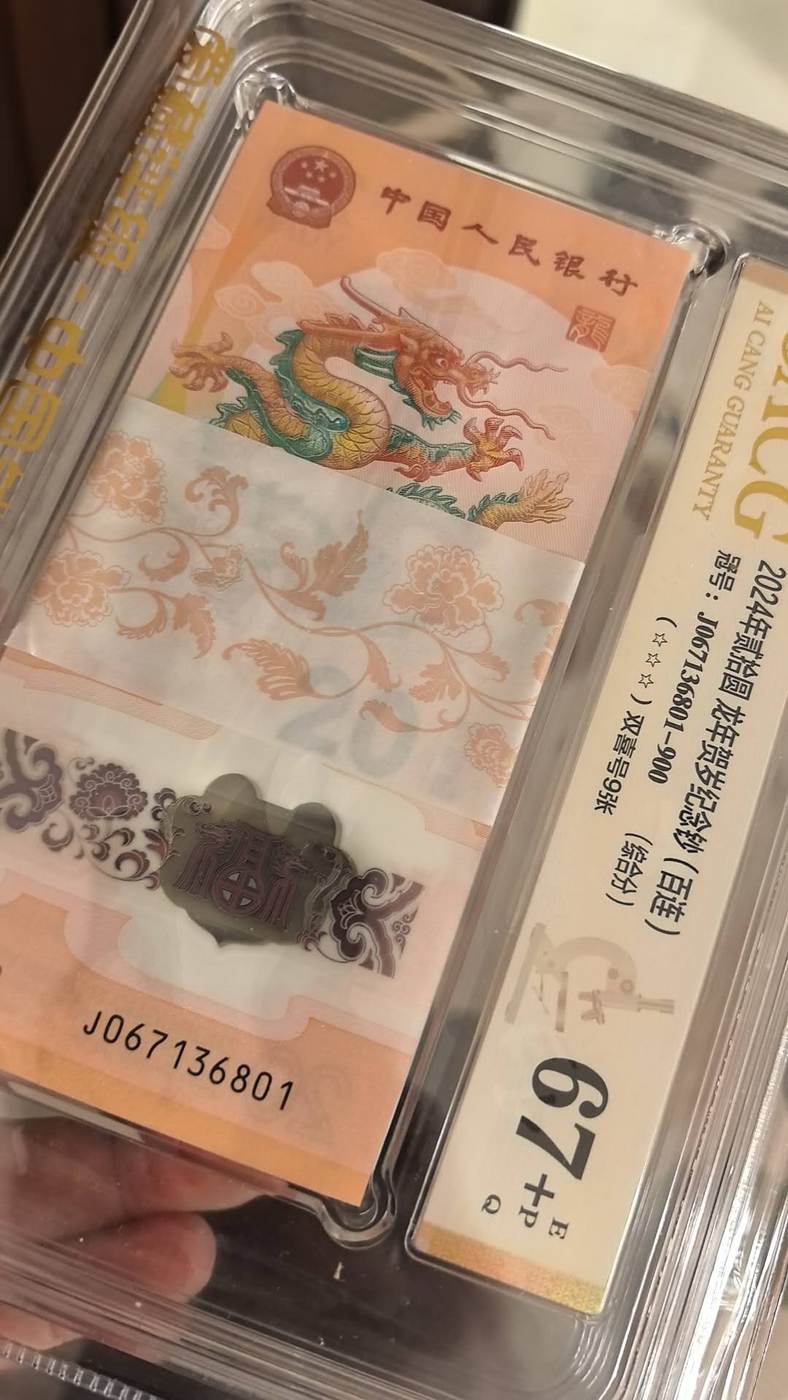 中国人民银行
J067136801
AI CANG GUARANTY
2024年贰拾圆 龙年贺岁纪念钞（百连）
冠号：J067136801-900
（☆☆☆）双喜号9张 （综合分）
67+
E
P
Q